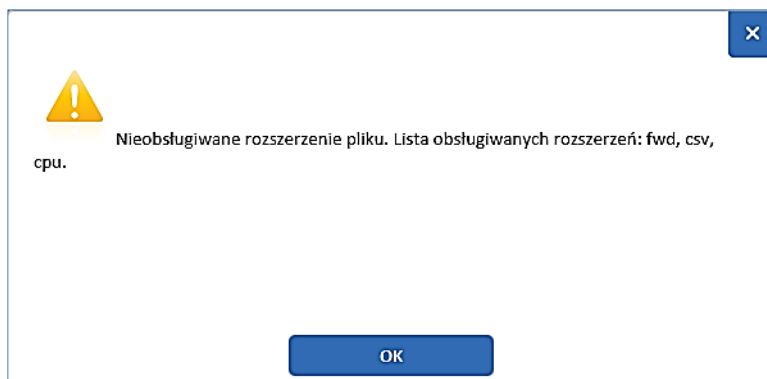 Nieobsługiwane rozszerzenie pliku. Lista obsługiwanych rozszerzeń: fwd, csv,
cpu.
OK